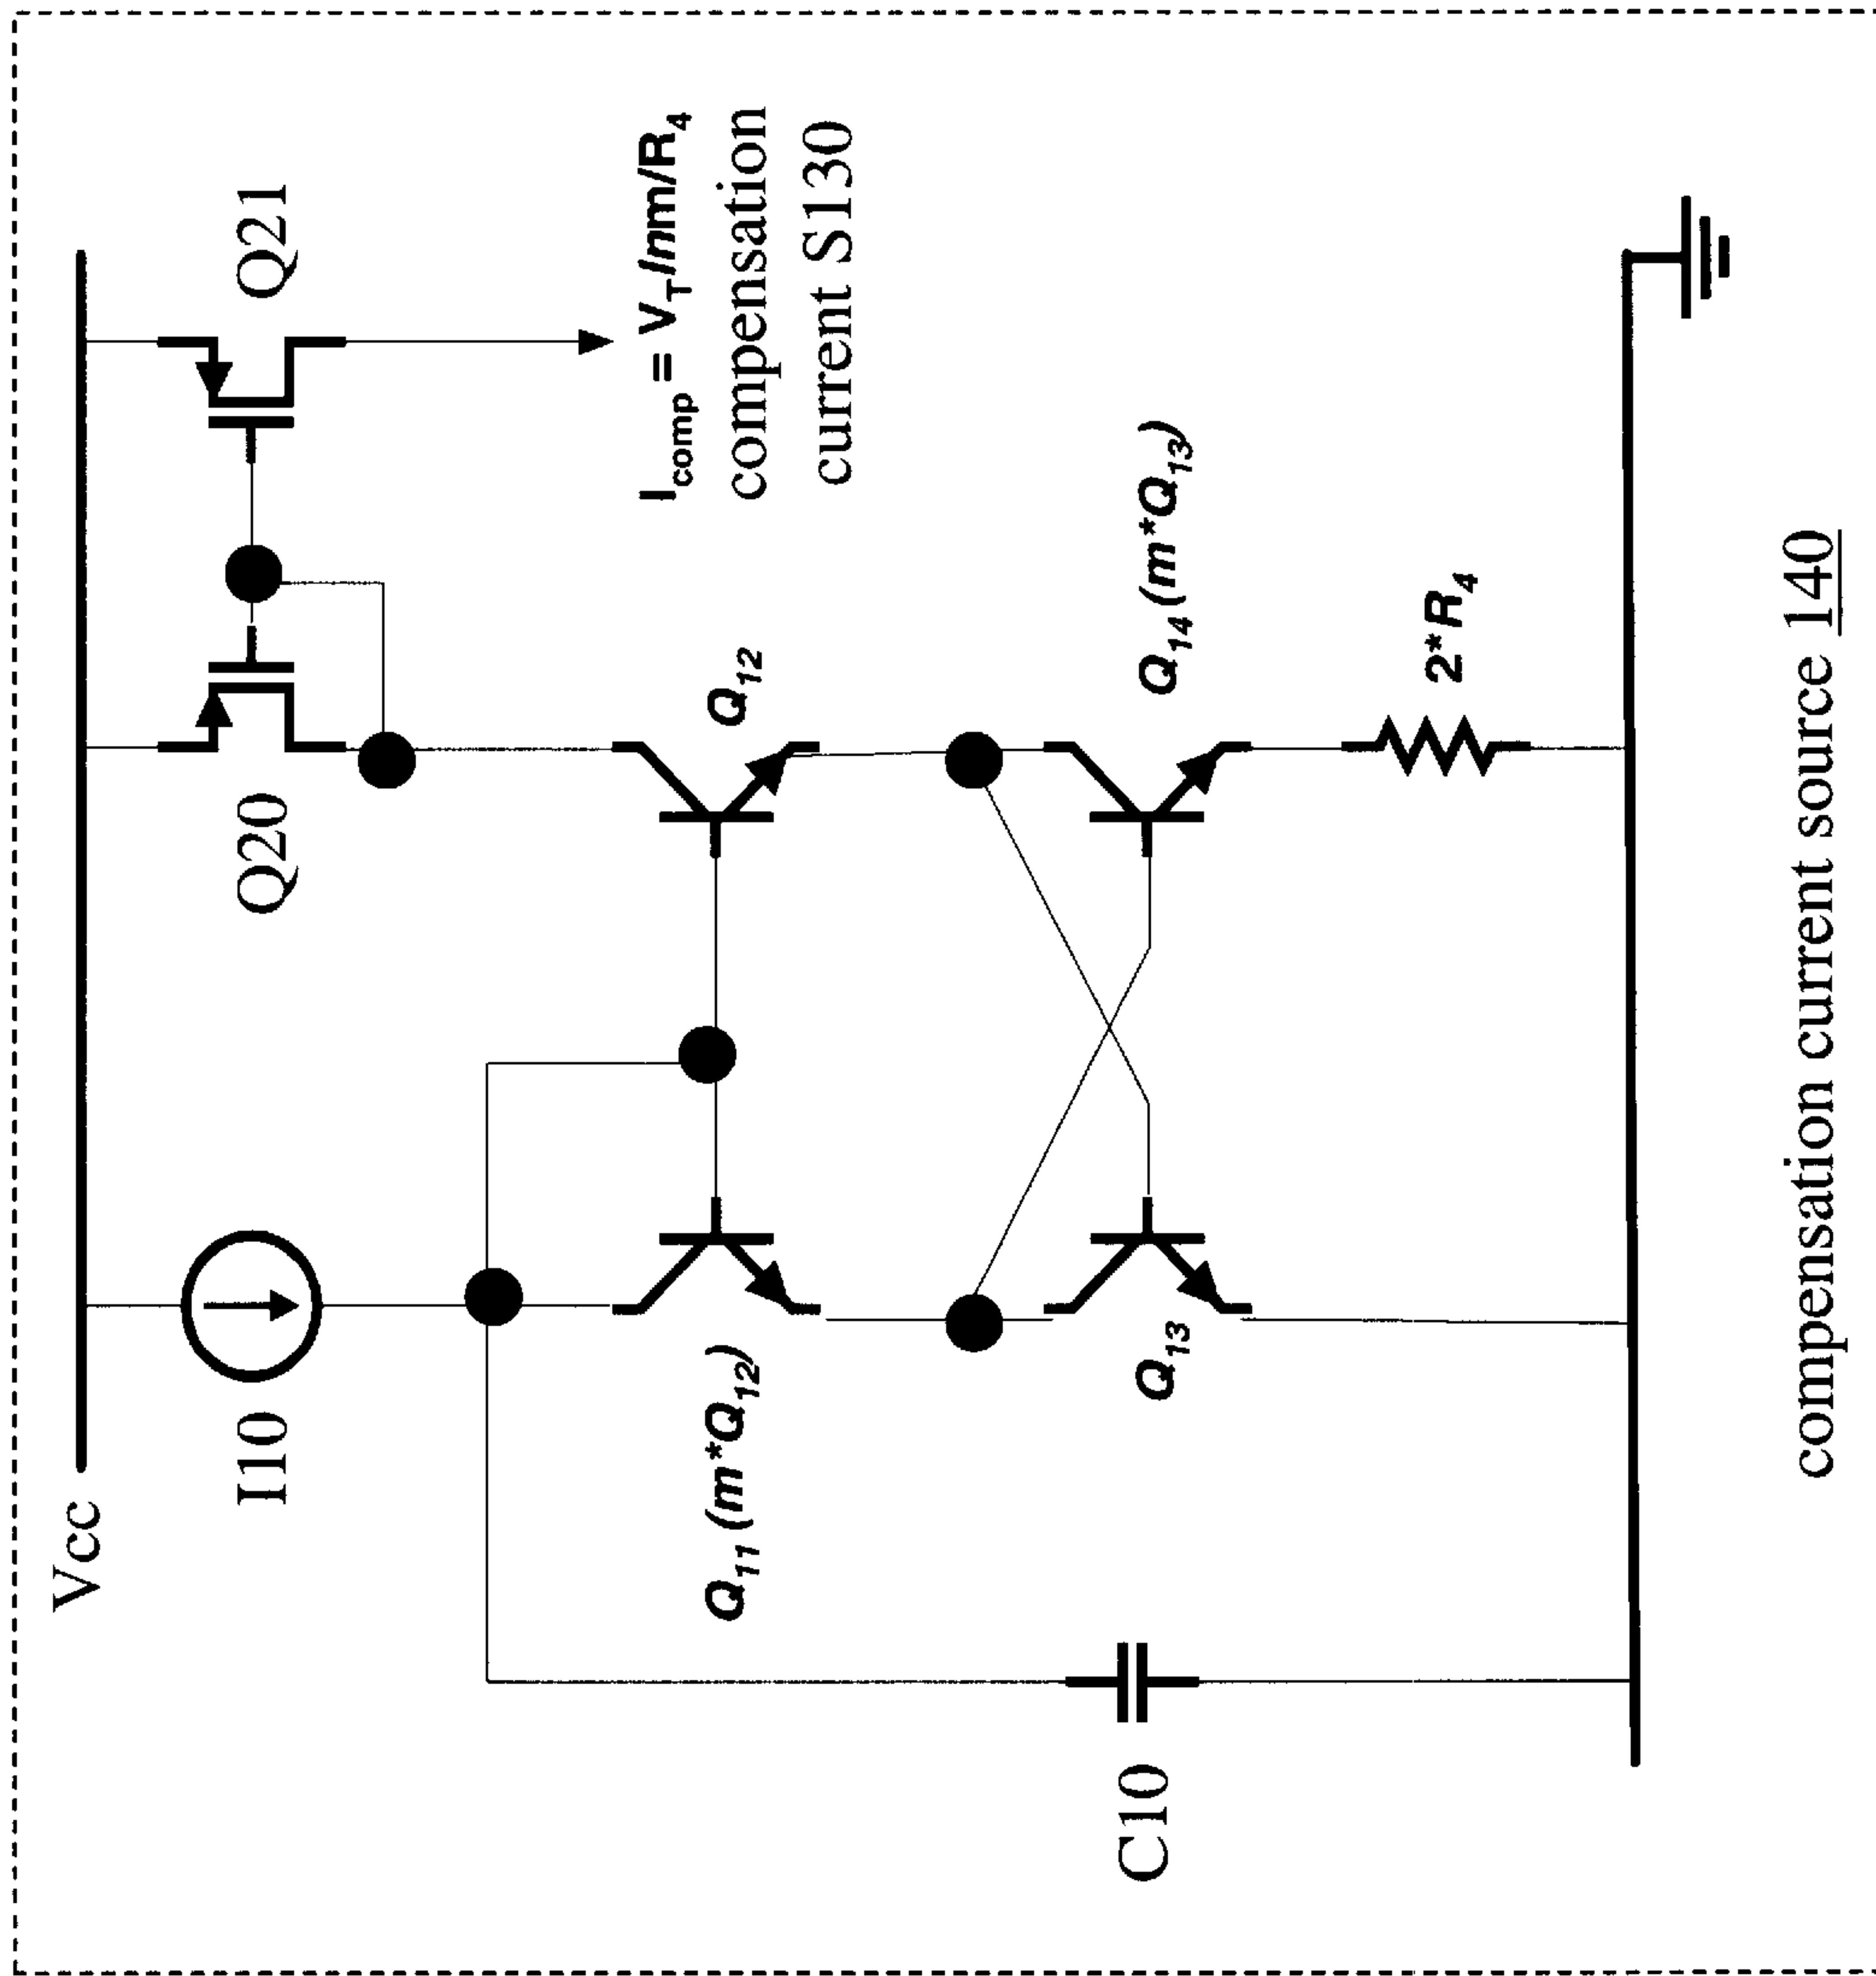 Vcc
I10
Q20
Q21
I_comp = V_T lnm/R_4
compensation
current S130
Q_11 (m*Q_12)
Q_12
Q_13
Q_14 (m*Q_13)
2*R_4
C10
compensation current source 140